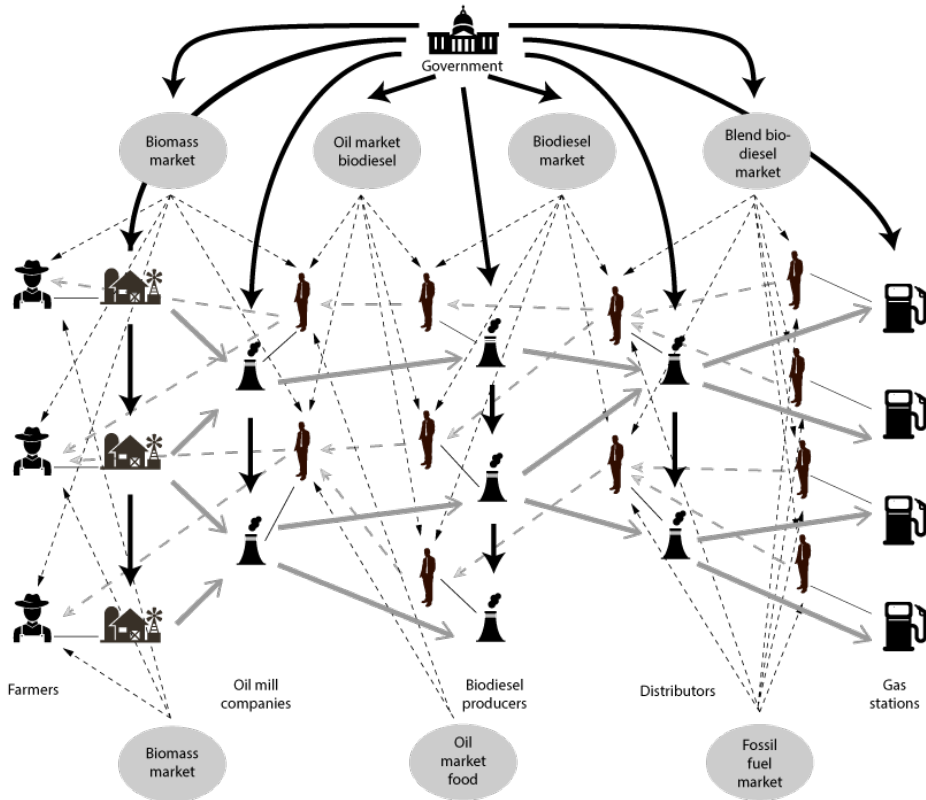 Government
Biomass
market
Oil market
biodiesel
Biodiesel
market
Blend bio-
diesel
market
Farmers
Oil mill
companies
Biodiesel
producers
Distributors
Gas
stations
Biomass
market
Oil
market
food
Fossil
fuel
market